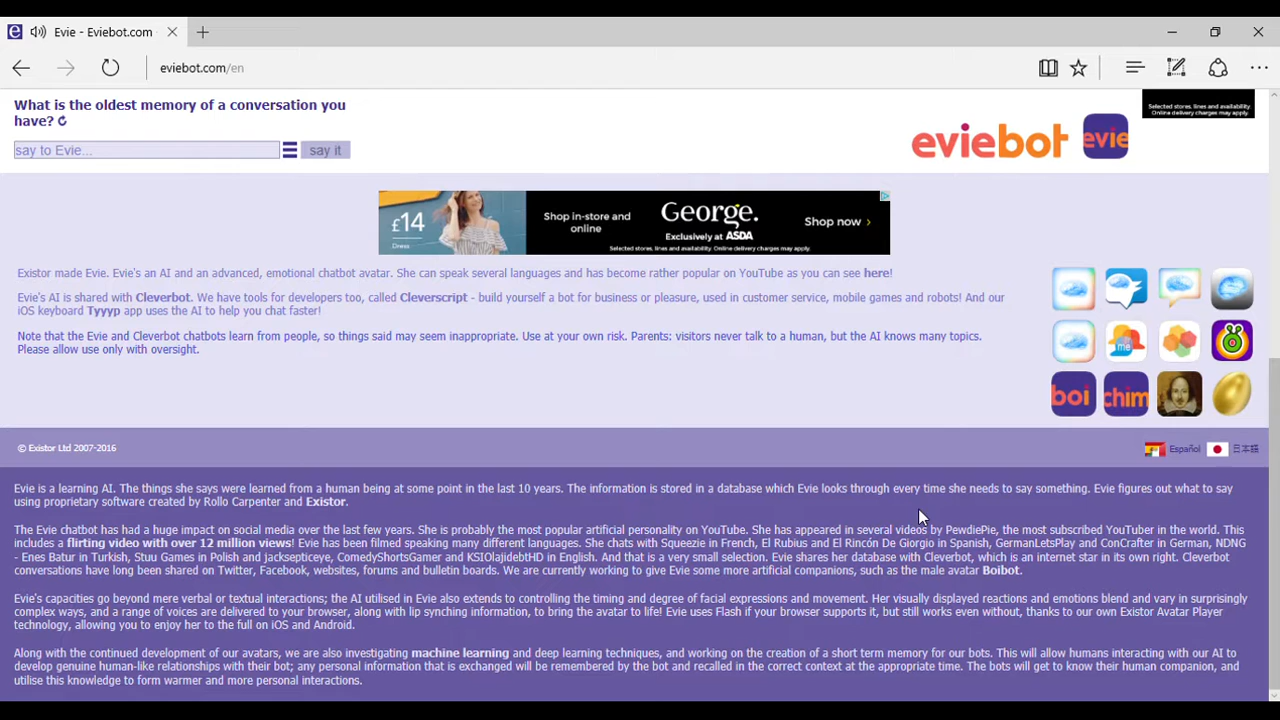 Evie - Eviebot.com
eviebot.com/en
What is the oldest memory of a conversation you
have?
say to Evie...
say it
eviebot
evie
Selected stores, lines and availability.
Online delivery charges may apply.
£14
Dress
Shop in-store and
online
George.
Exclusively at ASDA
Selected stores, lines and availability. Online delivery charges may apply.
Shop now
Existor made Evie. Evie's an AI and an advanced, emotional chatbot avatar. She can speak several languages and has become rather popular on YouTube as you can see here!
Evie's AI is shared with Cleverbot. We have tools for developers too, called Cleverscript - build yourself a bot for business or pleasure, used in customer service, mobile games and robots! And our
iOS keyboard Tyyyp app uses the AI to help you chat faster!
Note that the Evie and Cleverbot chatbots learn from people, so things said may seem inappropriate. Use at your own risk. Parents: visitors never talk to a human, but the AI knows many topics.
Please allow use only with oversight.
me
boi
chim
© Existor Ltd 2007-2016
Español
日本語
Evie is a learning AI. The things she says were learned from a human being at some point in the last 10 years. The information is stored in a database which Evie looks through every time she needs to say something. Evie figures out what to say
using proprietary software created by Rollo Carpenter and Existor.
The Evie chatbot has had a huge impact on social media over the last few years. She is probably the most popular artificial personality on YouTube. She has appeared in several videos by PewdiePie, the most subscribed YouTuber in the world. This
includes a flirting video with over 12 million views! Evie has been filmed speaking many different languages. She chats with Squeezie in French, El Rubius and El Rincón De Giorgio in Spanish, GermanLetsPlay and ConCrafter in German, NDNG
- Enes Batur in Turkish, Stuu Games in Polish and Jacksepticeye, ComedyShortsGamer and KSIOlajidebtHD in English. And that is a very small selection. Evie shares her database with Cleverbot, which is an internet star in its own right. Cleverbot
conversations have long been shared on Twitter, Facebook, websites, forums and bulletin boards. We are currently working to give Evie some more artificial companions, such as the male avatar Boibot.
Evie's capacities go beyond mere verbal or textual interactions; the AI utilised in Evie also extends to controlling the timing and degree of facial expressions and movement. Her visually displayed reactions and emotions blend and vary in surprisingly
complex ways, and a range of voices are delivered to your browser, along with lip synching information, to bring the avatar to life! Evie uses Flash if your browser supports it, but still works even without, thanks to our own Existor Avatar Player
technology, allowing you to enjoy her to the full on iOS and Android.
Along with the continued development of our avatars, we are also investigating machine learning and deep learning techniques, and working on the creation of a short term memory for our bots. This will allow humans interacting with our AI to
develop genuine human-like relationships with their bot; any personal information that is exchanged will be remembered by the bot and recalled in the correct context at the appropriate time. The bots will get to know their human companion, and
utilise this knowledge to form warmer and more personal interactions.